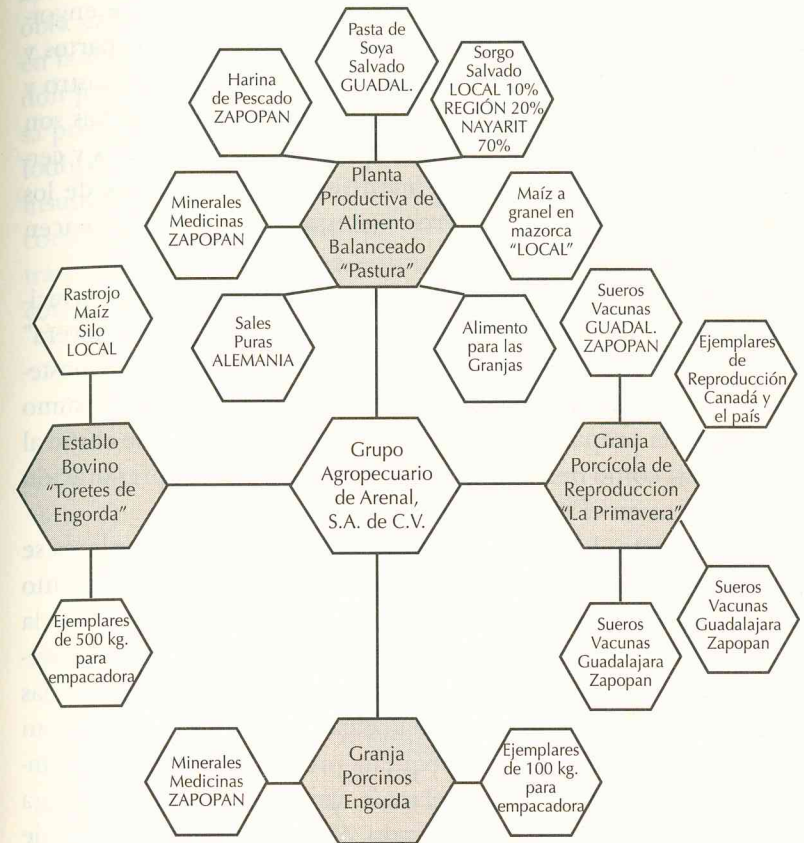 Pasta de
Soya
Salvado
GUADAL.
Harina
de Pescado
ZAPOPAN
Sorgo
Salvado
LOCAL 10%
REGIÓN 20%
NAYARIT
70%
Planta
Productiva de
Alimento
Balanceado
"Pastura"
Minerales
Medicinas
ZAPOPAN
Maíz a
granel en
mazorca
"LOCAL"
Rastrojo
Maíz
Silo
LOCAL
Sales
Puras
ALEMANIA
Alimento
para las
Granjas
Sueros
Vacunas
GUADAL.
ZAPOPAN
Ejemplares
de
Reproducción
Canadá y
el país
Establo
Bovino
"Toretes de
Engorda"
Grupo
Agropecuario
de Arenal,
S.A. de C.V.
Granja
Porcícola de
Reproduccion
"La Primavera"
Ejemplares
de 500 kg.
para
empacadora
Sueros
Vacunas
Guadalajara
Zapopan
Sueros
Vacunas
Guadalajara
Zapopan
Minerales
Medicinas
ZAPOPAN
Granja
Porcinos
Engorda
Ejemplares
de 100 kg.
para
empacadora